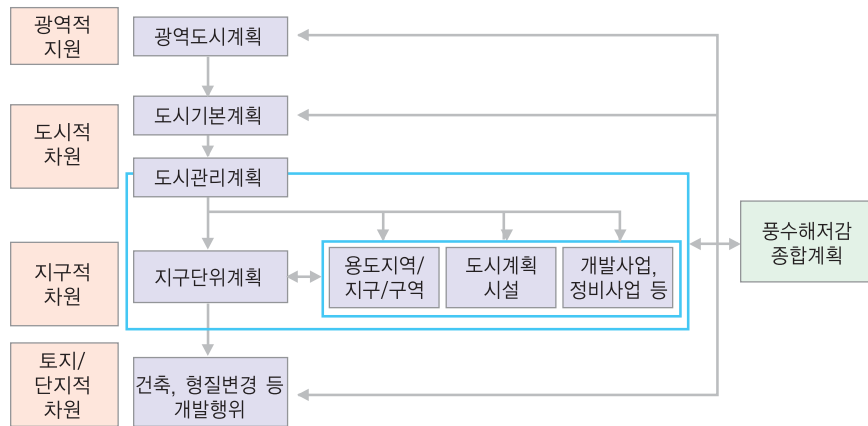 광역적
지원
광역도시계획
도시적
차원
도시기본계획
도시관리계획
지구적
차원
지구단위계획
용도지역/
지구/구역
도시계획
시설
개발사업,
정비사업 등
풍수해저감
종합계획
토지/
단지적
차원
건축, 형질변경 등
개발행위